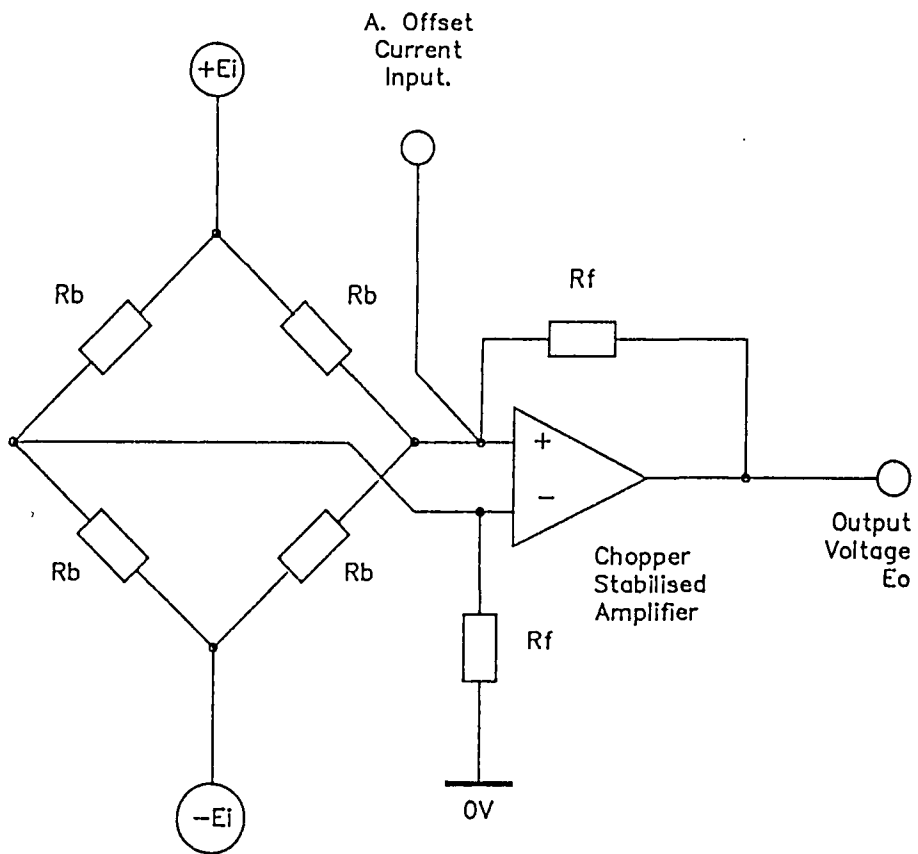 A. Offset
Current
Input.
+Ei
Rb
Rb
Rf
+
−
Output
Voltage
Eo
Chopper
Stabilised
Amplifier
Rb
Rb
Rf
0V
−Ei